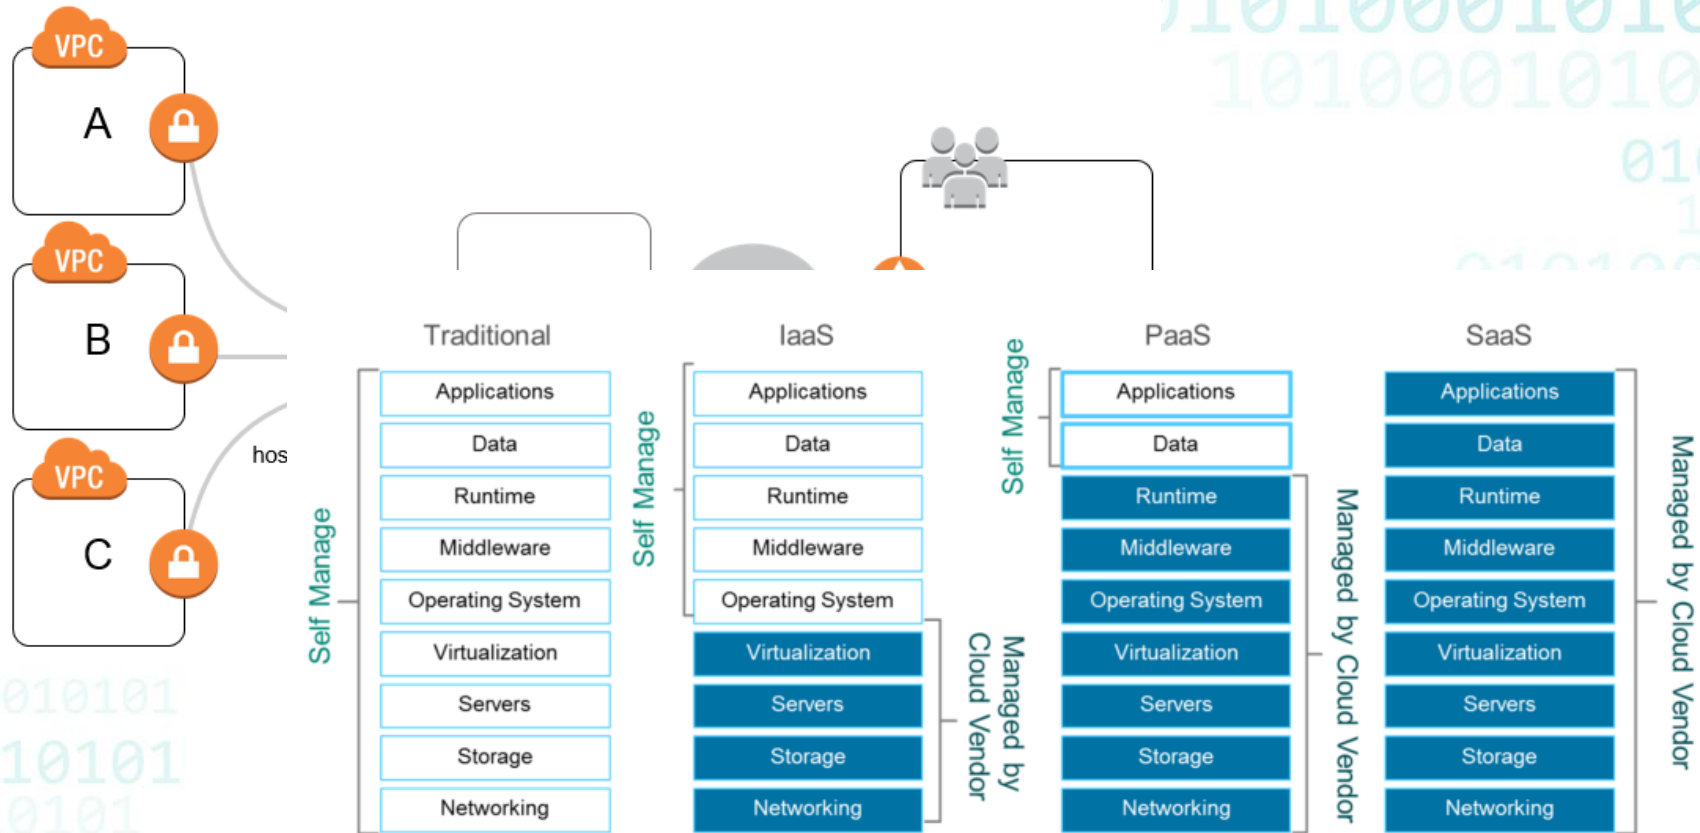 VPC
A
VPC
B
VPC
C
hos
Traditional
Self Manage
Applications
Data
Runtime
Middleware
Operating System
Virtualization
Servers
Storage
Networking
IaaS
Self Manage
Applications
Data
Runtime
Middleware
Operating System
Virtualization
Servers
Storage
Networking
Managed by
Cloud Vendor
PaaS
Self Manage
Applications
Data
Runtime
Middleware
Operating System
Virtualization
Servers
Storage
Networking
Managed by Cloud Vendor
SaaS
Applications
Data
Runtime
Middleware
Operating System
Virtualization
Servers
Storage
Networking
Managed by Cloud Vendor
010101
10101
0101